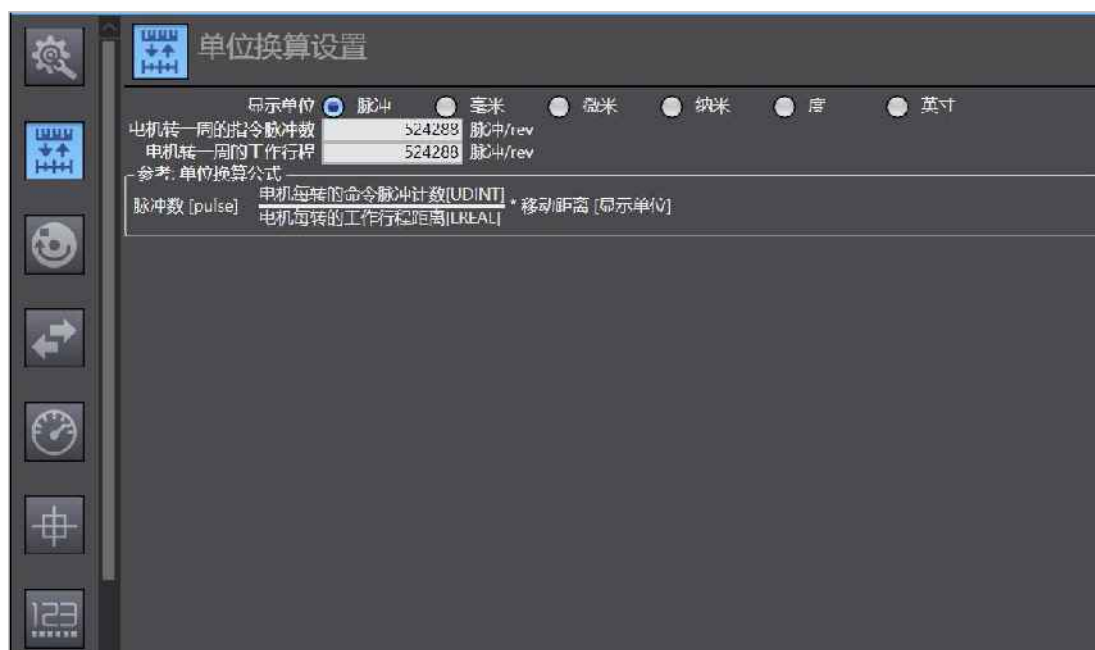 单位换算设置
显示单位 脉冲 毫米 微米 纳米 度 英寸
电机转一周的指令脉冲数 524288 脉冲/rev
电机转一周的工作行程 524288 脉冲/rev
参考: 单位换算公式
电机每转的命令脉冲计数[UDINT]
脉冲数 [pulse] * 移动距离 [显示单位]
电机每转的工作行程距离[LREAL]
123